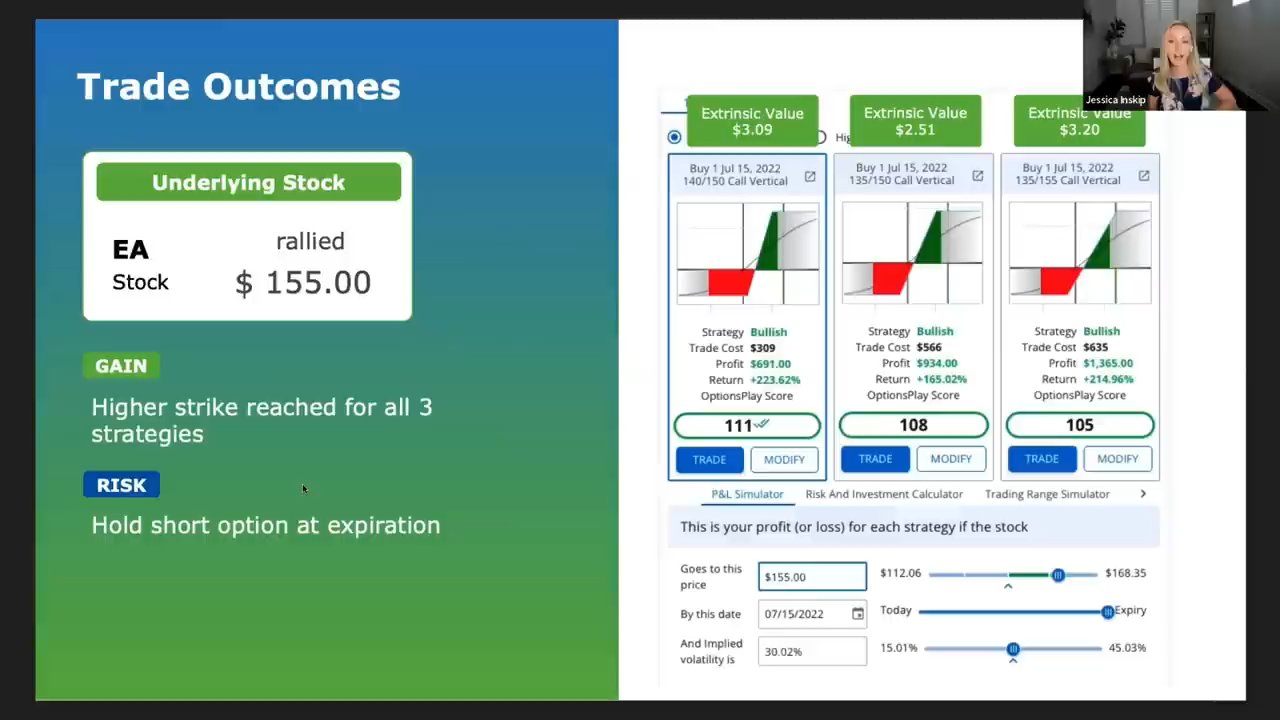 Trade Outcomes
Underlying Stock
EA
Stock
rallied
$ 155.00
GAIN
Higher strike reached for all 3
strategies
RISK
Hold short option at expiration
Jessica Inskip
Extrinsic Value
$3.09
Extrinsic Value
$2.51
Extrinsic Value
$3.20
Buy 1 Jul 15, 2022
140/150 Call Vertical
Strategy Bullish
Trade Cost $309
Profit $691.00
Return +223.62%
OptionsPlay Score
111
TRADE MODIFY
Buy 1 Jul 15, 2022
135/150 Call Vertical
Strategy Bullish
Trade Cost $566
Profit $934.00
Return +165.02%
OptionsPlay Score
108
TRADE MODIFY
Buy 1 Jul 15, 2022
135/155 Call Vertical
Strategy Bullish
Trade Cost $635
Profit $1,365.00
Return +214.96%
OptionsPlay Score
105
TRADE MODIFY
P&L Simulator Risk And Investment Calculator Trading Range Simulator
This is your profit (or loss) for each strategy if the stock
Goes to this
price
$155.00
$112.06 $168.35
By this date
07/15/2022
Today Expiry
And Implied
volatility is
30.02%
15.01% 45.03%